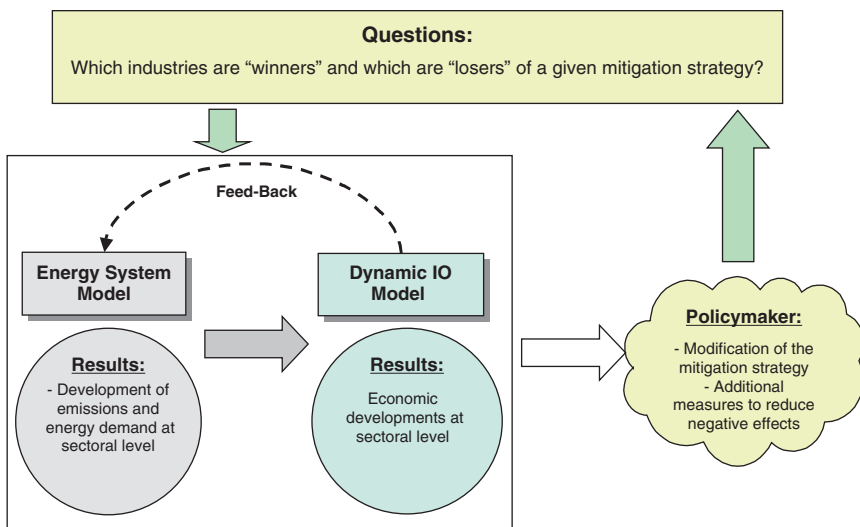 Questions:
Which industries are “winners” and which are “losers” of a given mitigation strategy?
Feed-Back
Energy System
Model
Dynamic IO
Model
Results:
- Development of
emissions and
energy demand at
sectoral level
Results:
Economic
developments at
sectoral level
Policymaker:
- Modification of the
mitigation strategy
- Additional
measures to reduce
negative effects